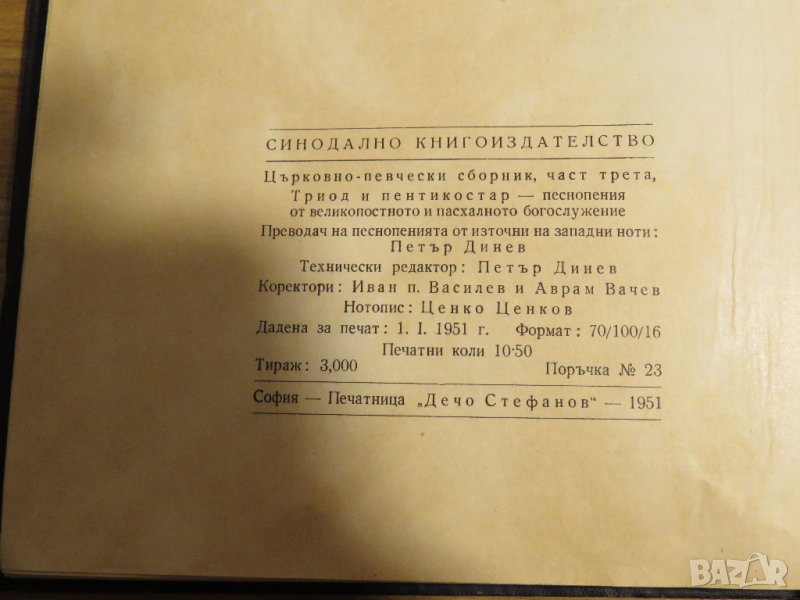 СИНОДАЛНО КНИГОИЗДАТЕЛСТВО
Църковно-певчески сборник, част трета,
Триод и пентикостар — песнопения
от великопостното и пасхалното богослужение
Преводач на песнопенията от източни на западни ноти:
Петър Динев
Технически редактор: Петър Динев
Коректори: Иван п. Василев и Аврам Вачев
Нотопис: Ценко Ценков
Дадена за печат: 1. I. 1951 г. Формат: 70/100/16
Печатни коли 10·50
Тираж: 3,000 Поръчка № 23
София — Печатница „Дечо Стефанов“ — 1951
BAZAR
.bg